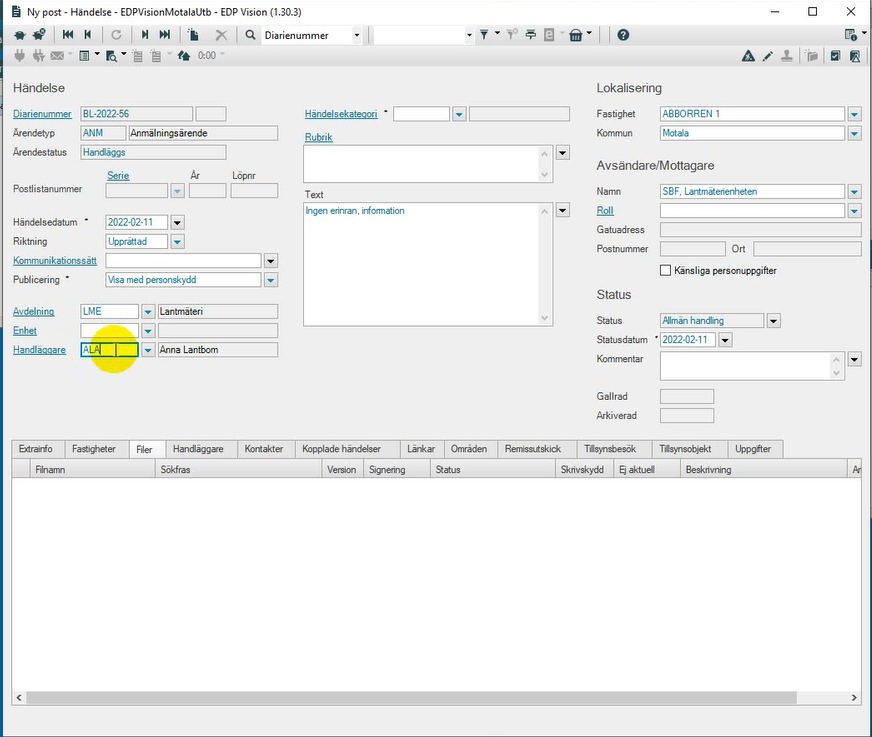 Ny post - Händelse - EDPVisionMotalaUtb - EDP Vision (1.30.3)
Diarienummer
0:00
Händelse
Diarienummer BL-2022-56
Ärendetyp ANM Anmälningsärende
Ärendestatus Handläggs
Serie År Löpnr
Postlistanummer
Händelsedatum * 2022-02-11
Riktning Upprättad
Kommunikationssätt
Publicering * Visa med personskydd
Avdelning LME Lantmäteri
Enhet
Handläggare ALA Anna Lantbom
Händelsekategori *
Rubrik
Text
Ingen erinran, information
Lokalisering
Fastighet ABBORREN 1
Kommun Motala
Avsändare/Mottagare
Namn SBF, Lantmäterienheten
Roll
Gatuadress
Postnummer Ort
Känsliga personuppgifter
Status
Status Allmän handling
Statusdatum * 2022-02-11
Kommentar
Gallrad
Arkiverad
Extrainfo Fastigheter Filer Handläggare Kontakter Kopplade händelser Länkar Områden Remissutskick Tillsynsbesök Tillsynsobjekt Uppgifter
Filnamn Sökfras Version Signering Status Skrivskydd Ej aktuell Beskrivning Ar